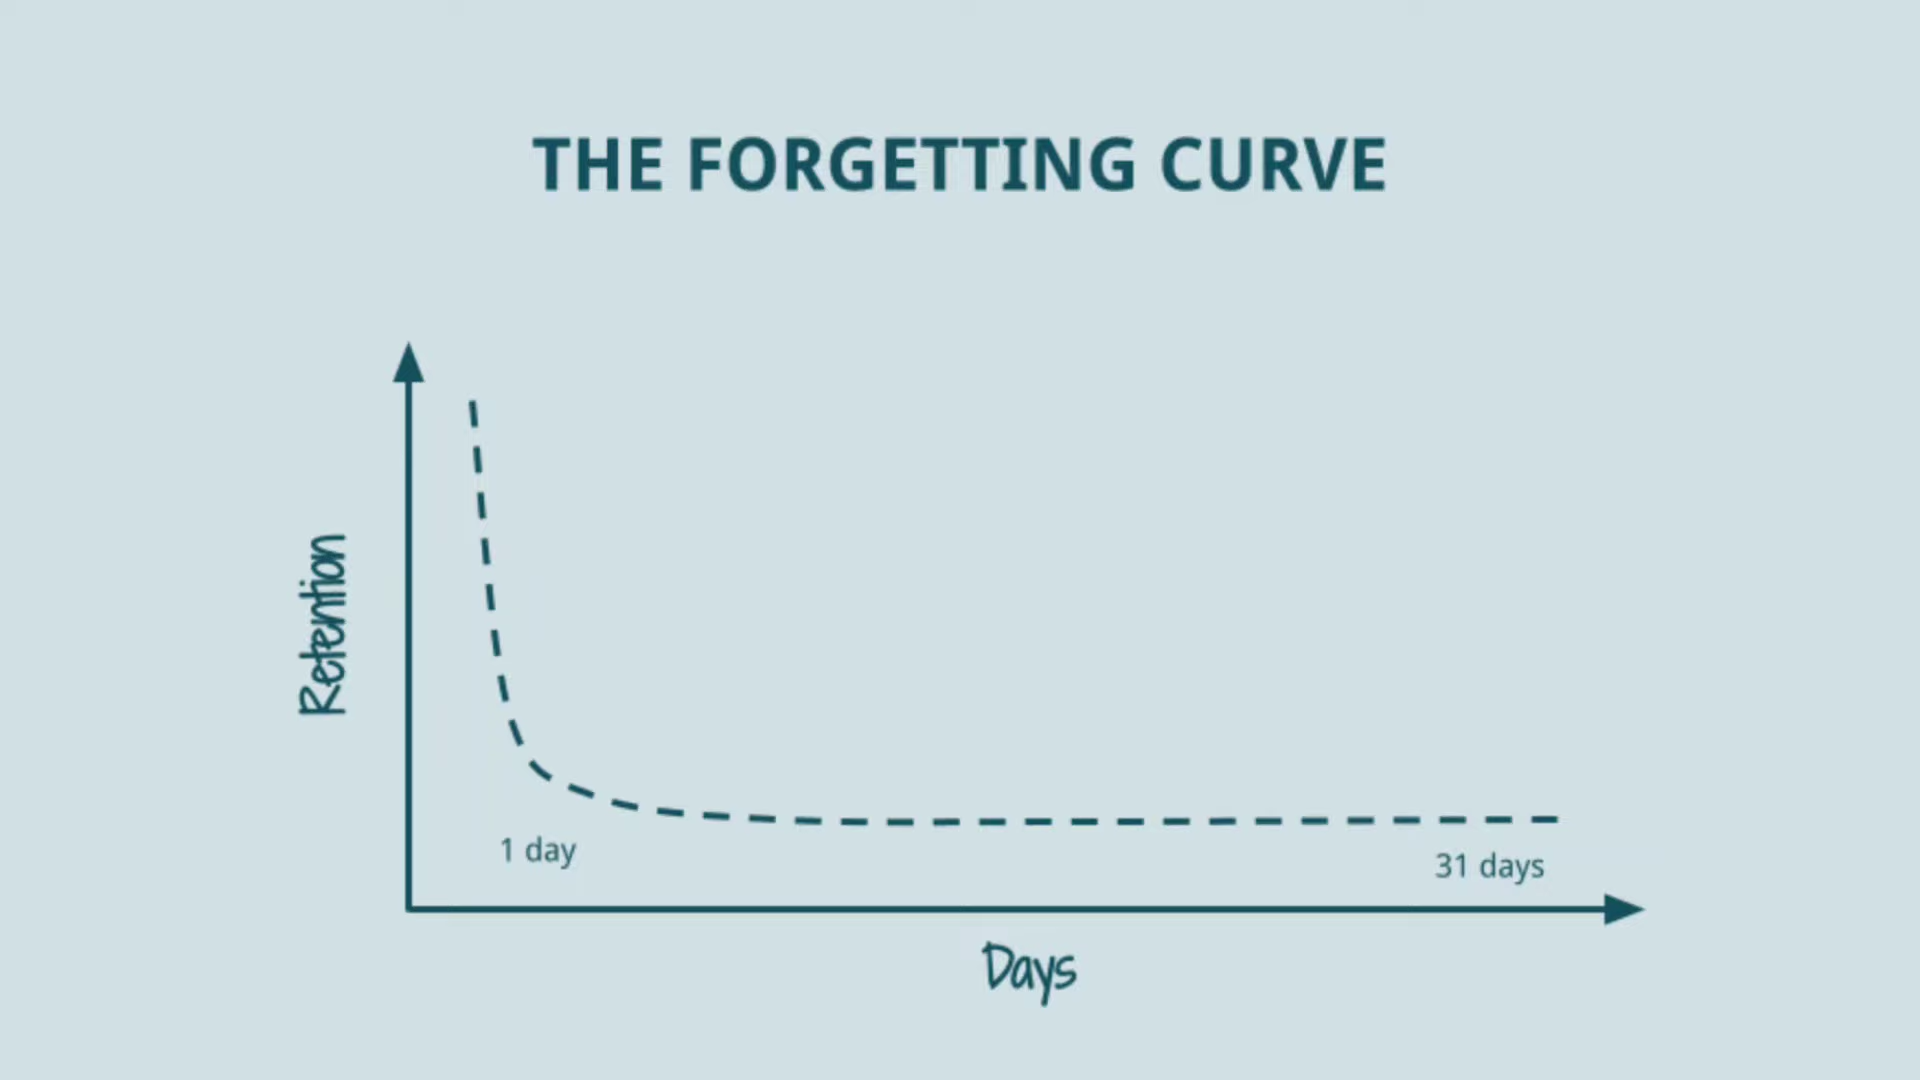 THE FORGETTING CURVE
Retention
1 day
31 days
Days